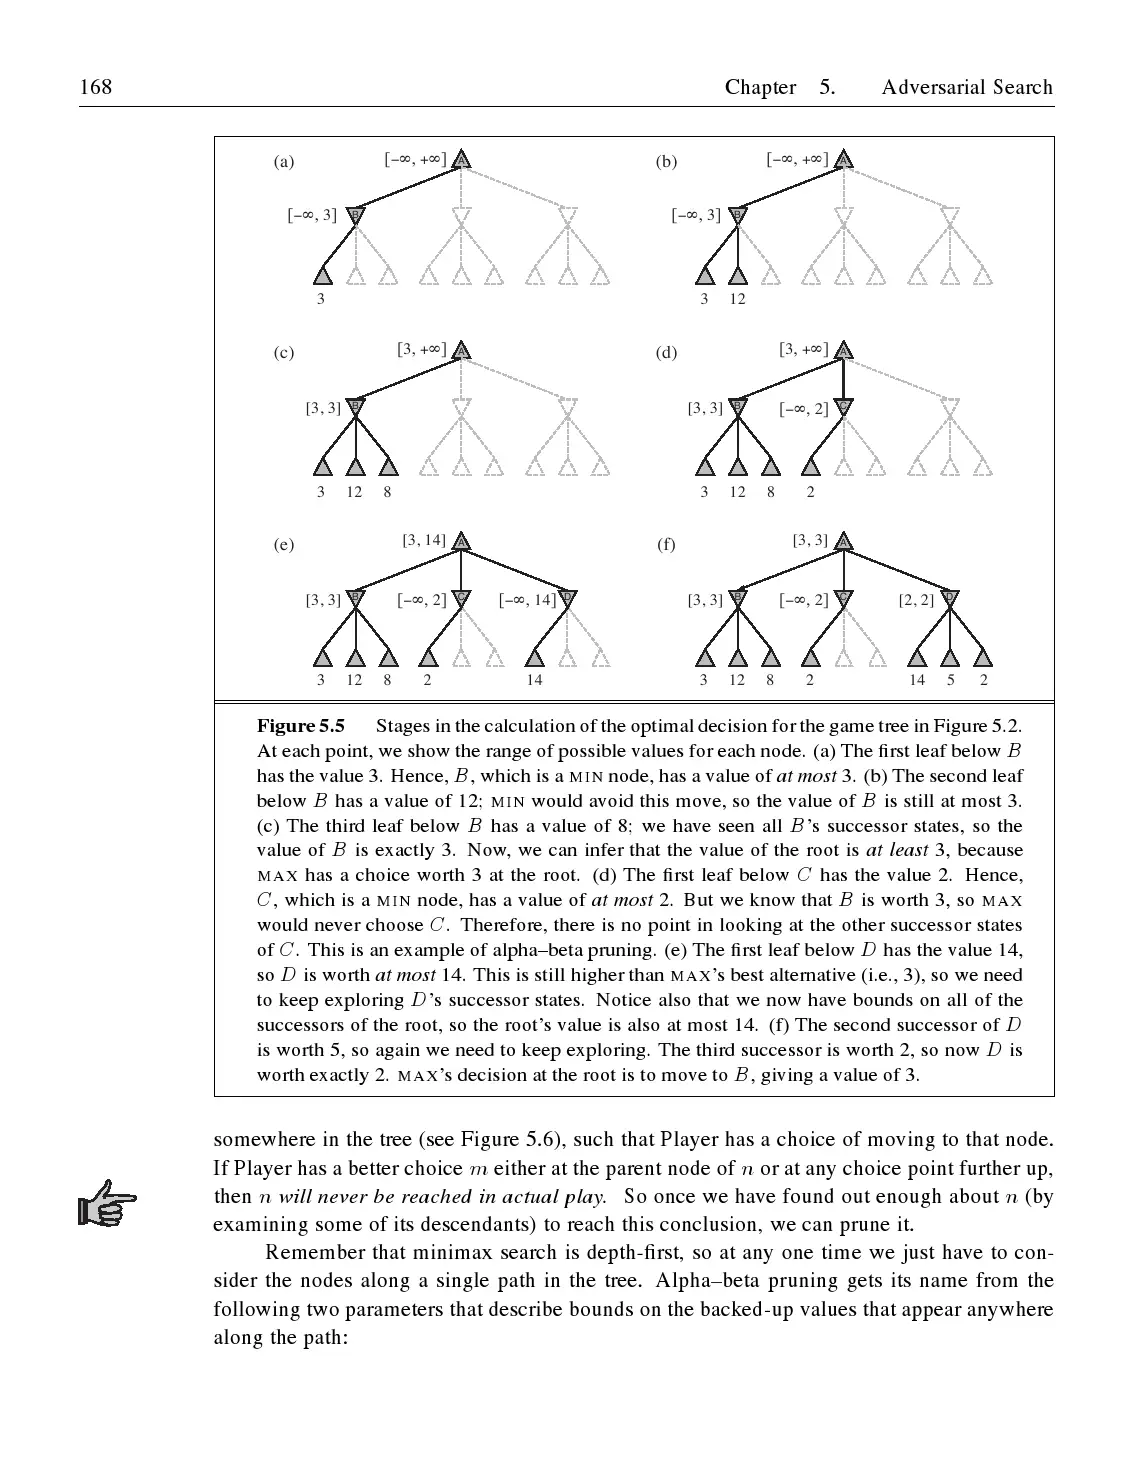 168 Chapter 5. Adversarial Search
(a) [−∞, +∞] A
[−∞, 3] B
3
(b) [−∞, +∞] A
[−∞, 3] B
3 12
(c) [3, +∞] A
[3, 3] B
3 12 8
(d) [3, +∞] A
[3, 3] B [−∞, 2] C
3 12 8 2
(e) [3, 14] A
[3, 3] B [−∞, 2] C [−∞, 14] D
3 12 8 2 14
(f) [3, 3] A
[3, 3] B [−∞, 2] C [2, 2] D
3 12 8 2 14 5 2
Figure 5.5 Stages in the calculation of the optimal decision for the game tree in Figure 5.2.
At each point, we show the range of possible values for each node. (a) The first leaf below B
has the value 3. Hence, B, which is a MIN node, has a value of at most 3. (b) The second leaf
below B has a value of 12; MIN would avoid this move, so the value of B is still at most 3.
(c) The third leaf below B has a value of 8; we have seen all B's successor states, so the
value of B is exactly 3. Now, we can infer that the value of the root is at least 3, because
MAX has a choice worth 3 at the root. (d) The first leaf below C has the value 2. Hence,
C, which is a MIN node, has a value of at most 2. But we know that B is worth 3, so MAX
would never choose C. Therefore, there is no point in looking at the other successor states
of C. This is an example of alpha–beta pruning. (e) The first leaf below D has the value 14,
so D is worth at most 14. This is still higher than MAX's best alternative (i.e., 3), so we need
to keep exploring D's successor states. Notice also that we now have bounds on all of the
successors of the root, so the root's value is also at most 14. (f) The second successor of D
is worth 5, so again we need to keep exploring. The third successor is worth 2, so now D is
worth exactly 2. MAX's decision at the root is to move to B, giving a value of 3.
somewhere in the tree (see Figure 5.6), such that Player has a choice of moving to that node.
If Player has a better choice m either at the parent node of n or at any choice point further up,
then n will never be reached in actual play. So once we have found out enough about n (by
examining some of its descendants) to reach this conclusion, we can prune it.
Remember that minimax search is depth-first, so at any one time we just have to con-
sider the nodes along a single path in the tree. Alpha–beta pruning gets its name from the
following two parameters that describe bounds on the backed-up values that appear anywhere
along the path: